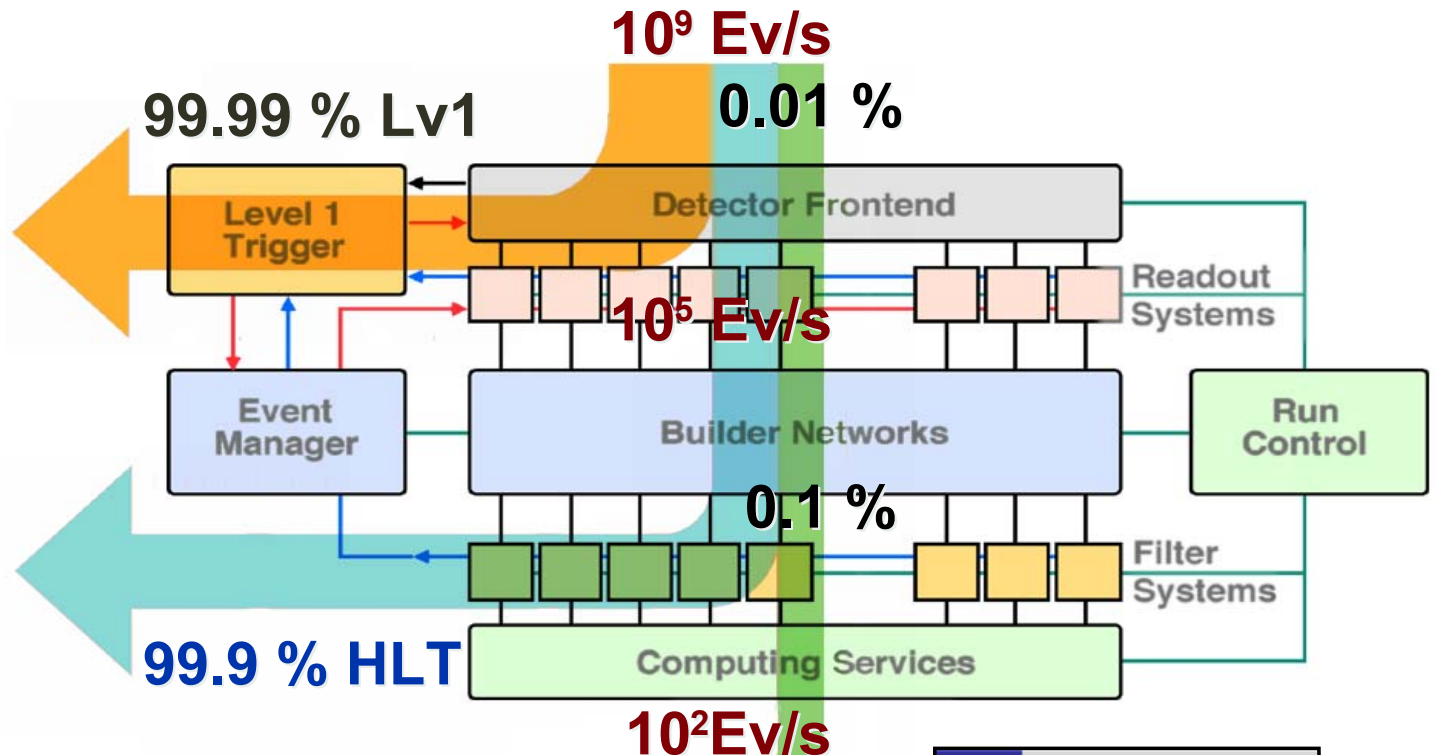 10⁹ Ev/s
99.99 % Lv1
0.01 %
Level 1
Trigger
Detector Frontend
Readout
Systems
10⁵ Ev/s
Event
Manager
Builder Networks
Run
Control
0.1 %
Filter
Systems
99.9 % HLT
Computing Services
10²Ev/s